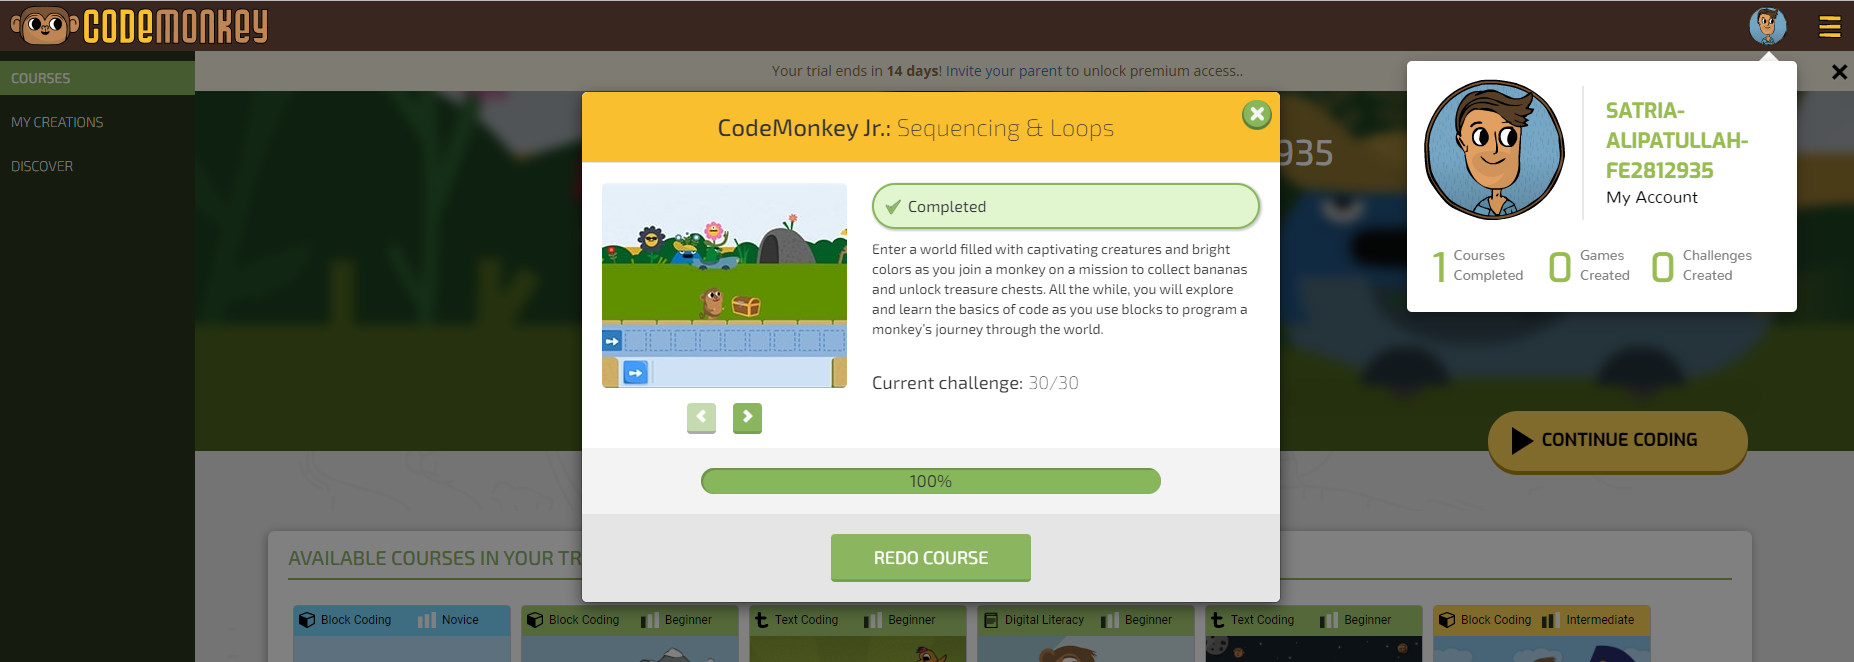 CODEMONKEY
COURSES
MY CREATIONS
DISCOVER
Your trial ends in 14 days! Invite your parent to unlock premium access..
935
SATRIA-
ALIPATULLAH-
FE2812935
My Account
1 Courses Completed
0 Games Created
0 Challenges Created
CodeMonkey Jr.: Sequencing & Loops
Completed
Enter a world filled with captivating creatures and bright
colors as you join a monkey on a mission to collect bananas
and unlock treasure chests. All the while, you will explore
and learn the basics of code as you use blocks to program a
monkey's journey through the world.
Current challenge: 30/30
100%
REDO COURSE
CONTINUE CODING
AVAILABLE COURSES IN YOUR TR
Block Coding Novice
Block Coding Beginner
Text Coding Beginner
Digital Literacy Beginner
Text Coding Beginner
Block Coding Intermediate